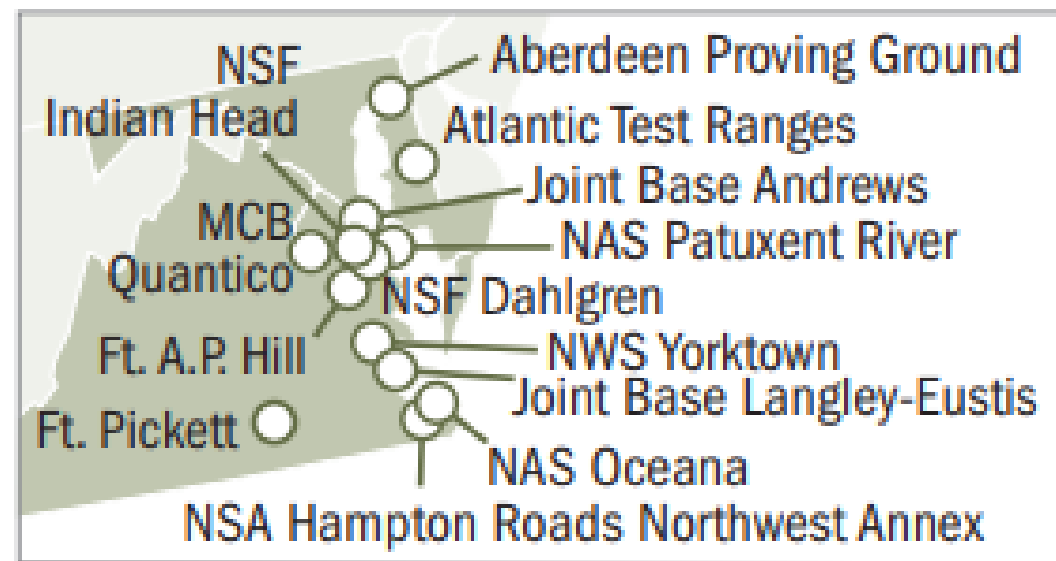 Aberdeen Proving Ground
NSF
Indian Head
Atlantic Test Ranges
Joint Base Andrews
MCB
Quantico
NAS Patuxent River
NSF Dahlgren
Ft. A.P. Hill
NWS Yorktown
Joint Base Langley-Eustis
Ft. Pickett
NAS Oceana
NSA Hampton Roads Northwest Annex